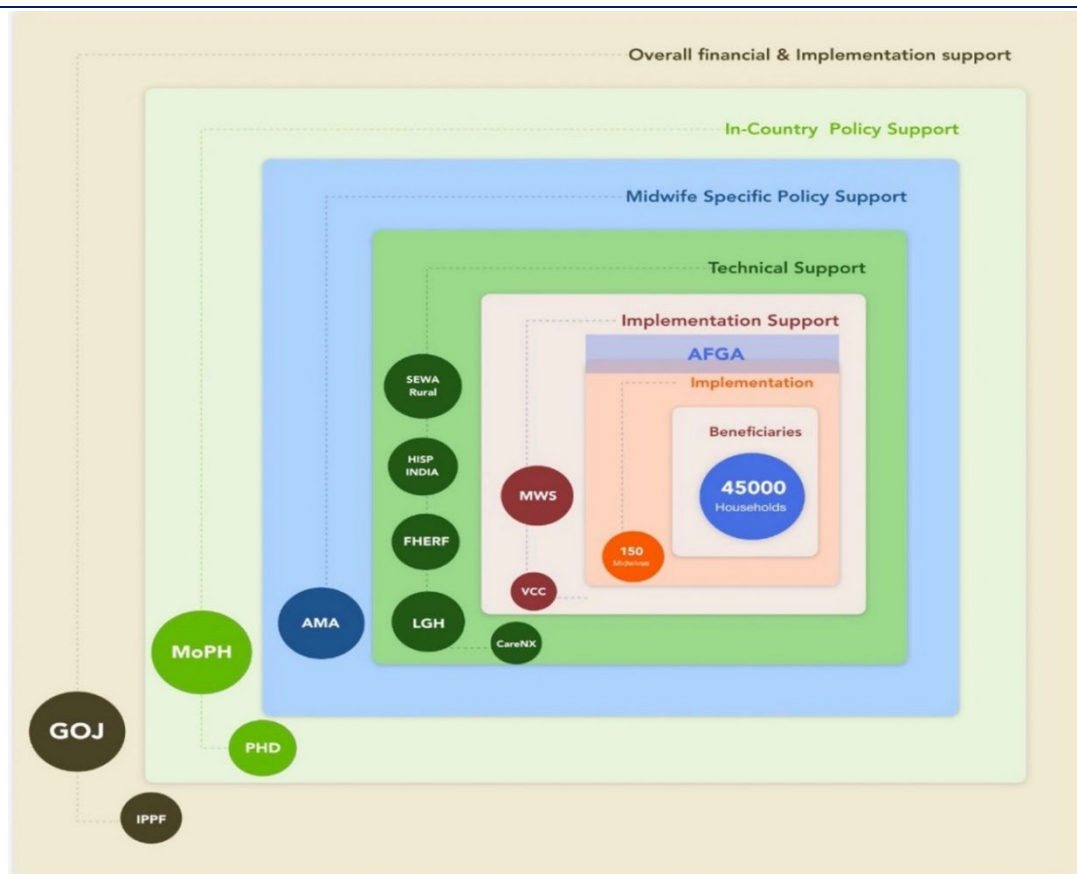 Overall financial & Implementation support
In-Country Policy Support
Midwife Specific Policy Support
Technical Support
Implementation Support
AFGA
Implementation
Beneficiaries
45000
Households
SEWA
Rural
HISP
INDIA
FHERF
LGH
CareNX
MWS
VCC
150
Midwives
AMA
MoPH
PHD
GOJ
IPPF